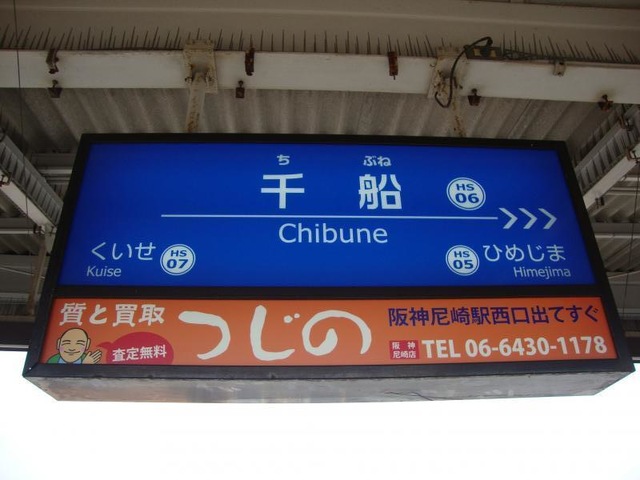 ち ぶね
千 船 HS 06
Chibune
くいせ HS 07
Kuise
HS 05 ひめじま
Himejima
質と買取
査定無料
つじの
阪神尼崎駅西口出てすぐ
阪神 尼崎店 TEL 06-6430-1178